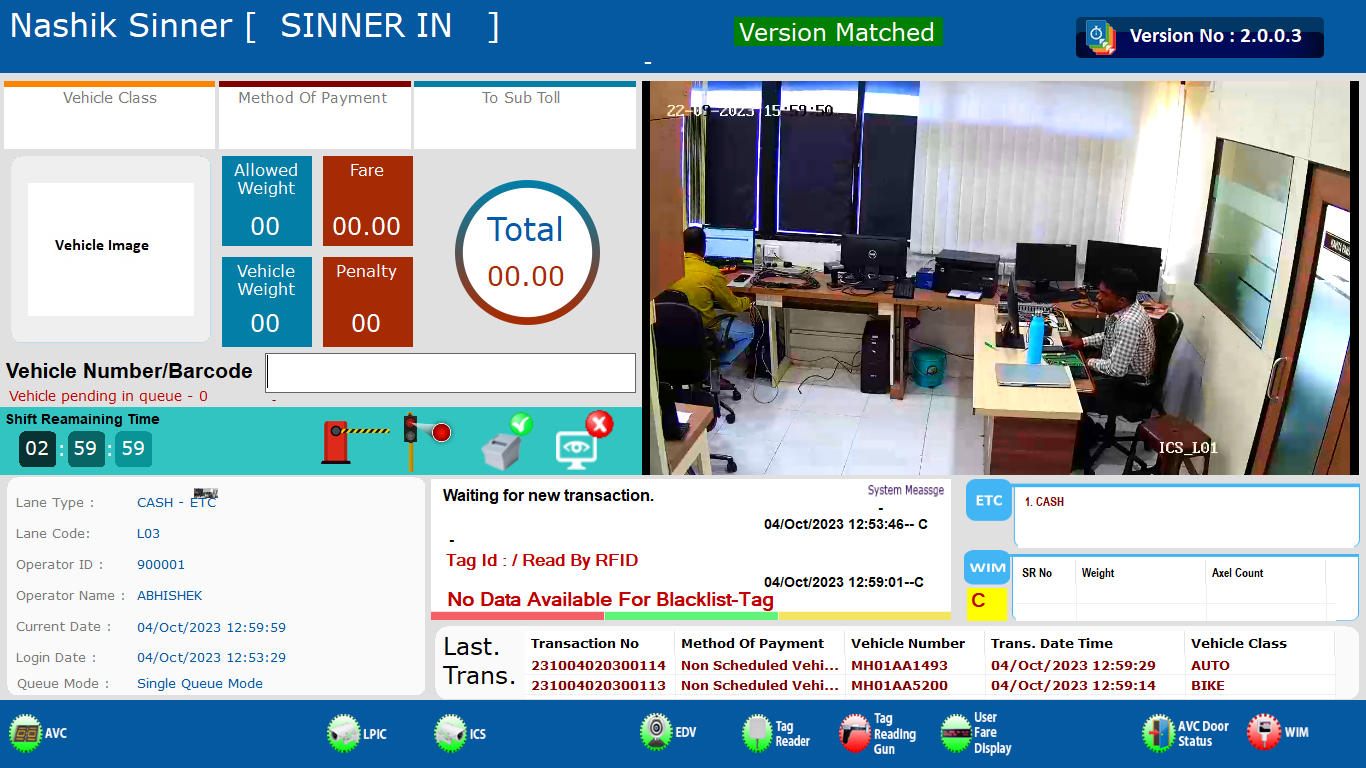 Nashik Sinner [ SINNER IN ]
Version Matched
Version No : 2.0.0.3
-
Vehicle Class
Method Of Payment
To Sub Toll
22-09-2023 15:59:50
Vehicle Image
Allowed
Weight
00
Fare
00.00
Vehicle
Weight
00
Penalty
00
Total
00.00
Vehicle Number/Barcode
Vehicle pending in queue - 0
-
Shift Reamaining Time
02 : 59 : 59
ICS_L01
Lane Type : CASH - ETC
Lane Code: L03
Operator ID : 900001
Operator Name : ABHISHEK
Current Date : 04/Oct/2023 12:59:59
Login Date : 04/Oct/2023 12:53:29
Queue Mode : Single Queue Mode
Waiting for new transaction.
System Meassge
-
04/Oct/2023 12:53:46-- C
-
Tag Id : / Read By RFID
04/Oct/2023 12:59:01--C
No Data Available For Blacklist-Tag
ETC
1. CASH
WIM
C
SR No Weight Axel Count
Last.
Trans.
Transaction No Method Of Payment Vehicle Number Trans. Date Time Vehicle Class
231004020300114 Non Scheduled Vehi... MH01AA1493 04/Oct/2023 12:59:29 AUTO
231004020300113 Non Scheduled Vehi... MH01AA5200 04/Oct/2023 12:59:14 BIKE
AVC
LPIC
ICS
EDV
Tag
Reader
Tag
Reading
Gun
User
Fare
Display
AVC Door
Status
WIM